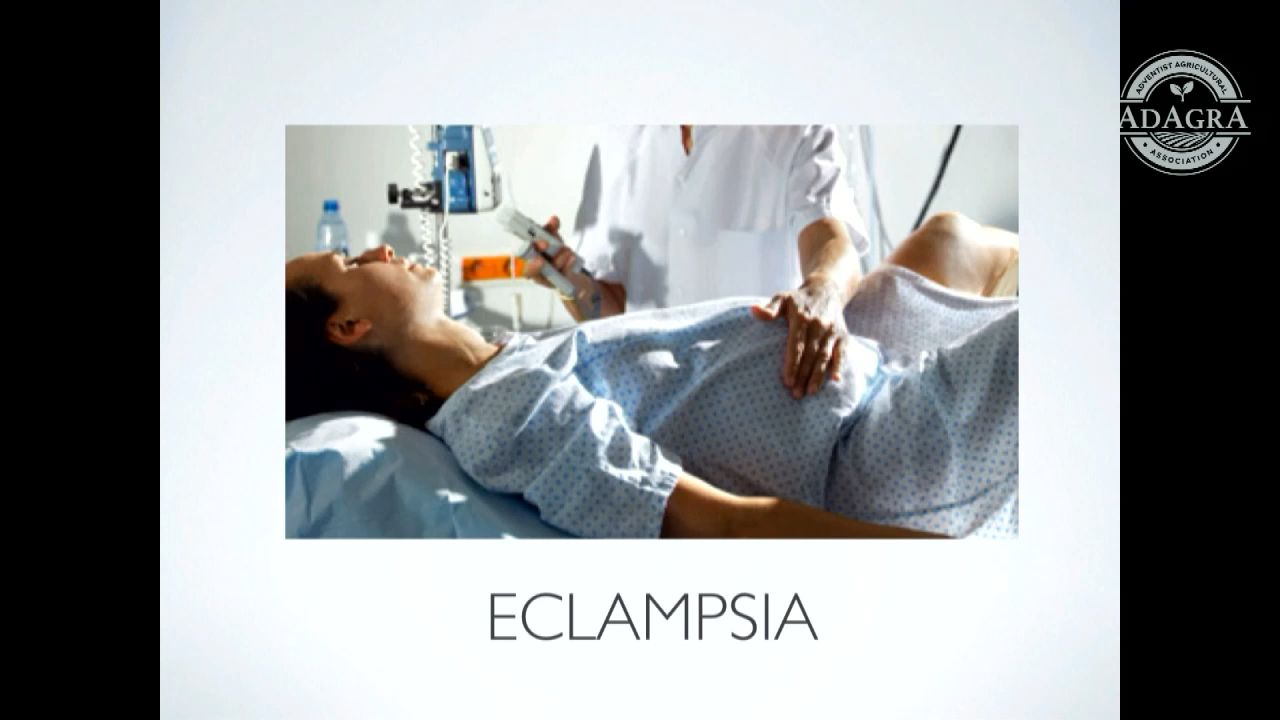 ADVENTIST AGRICULTURAL
ADAGRA
• ASSOCIATION •
ECLAMPSIA